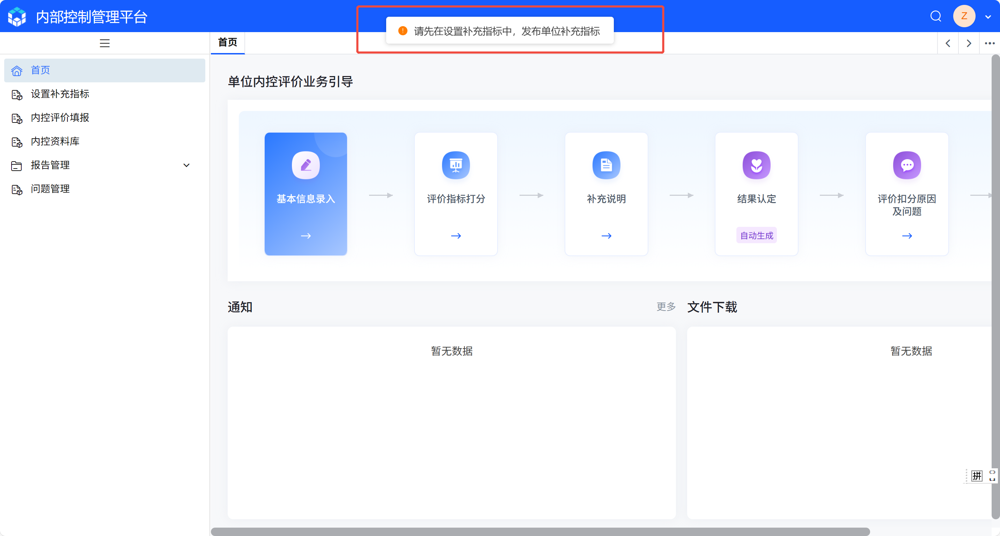 内部控制管理平台
请先在设置补充指标中，发布单位补充指标
Z
首页
首页
设置补充指标
内控评价填报
内控资料库
报告管理
问题管理
单位内控评价业务引导
基本信息录入
评价指标打分
补充说明
结果认定
自动生成
评价扣分原因
及问题
通知
更多
文件下载
暂无数据
暂无数据
拼